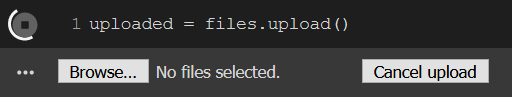 1 uploaded = files.upload()
Browse... No files selected. Cancel upload